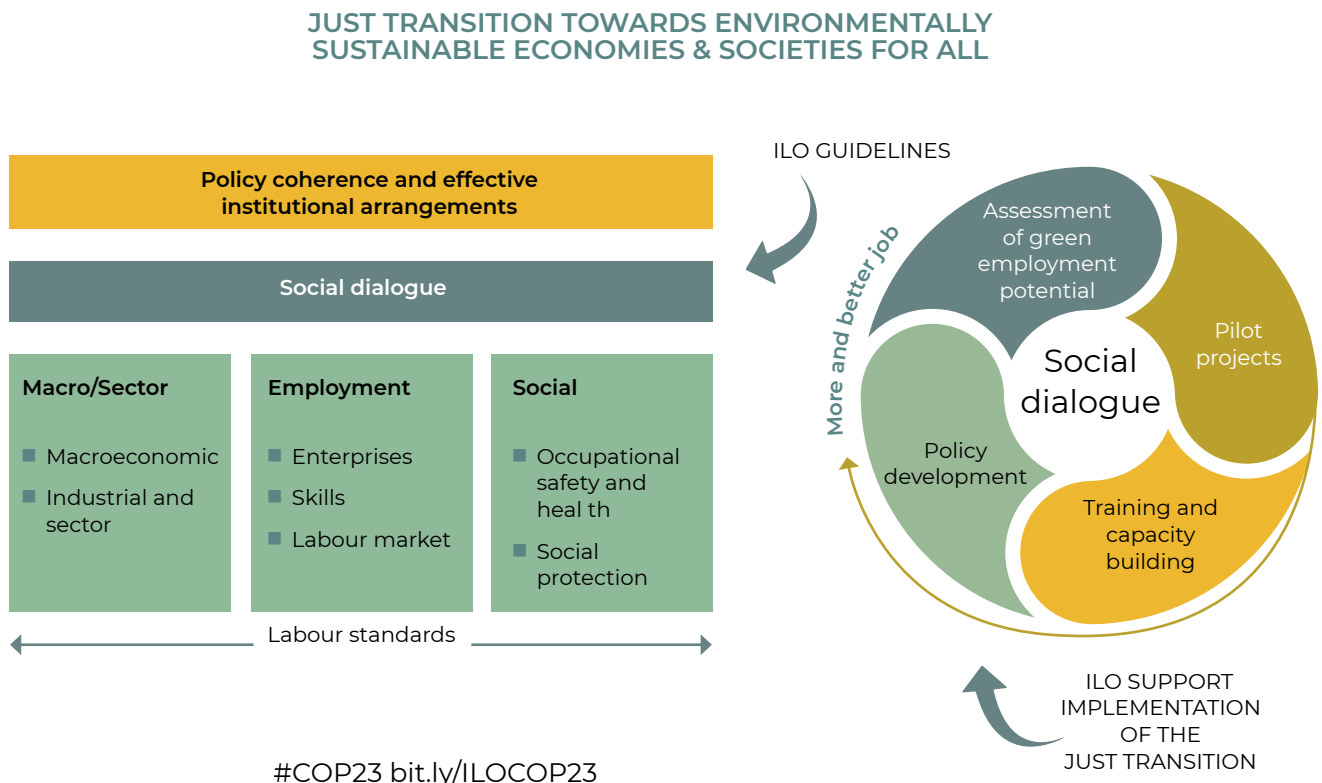 JUST TRANSITION TOWARDS ENVIRONMENTALLY
SUSTAINABLE ECONOMIES & SOCIETIES FOR ALL
Policy coherence and effective
institutional arrangements
Social dialogue
Macro/Sector
Macroeconomic
Industrial and
sector
Employment
Enterprises
Skills
Labour market
Social
Occupational
safety and
heal th
Social
protection
Labour standards
#COP23 bit.ly/ILOCOP23
ILO GUIDELINES
More and better job
Assessment
of green
employment
potential
Pilot
projects
Social
dialogue
Policy
development
Training and
capacity
building
ILO SUPPORT
IMPLEMENTATION
OF THE
JUST TRANSITION